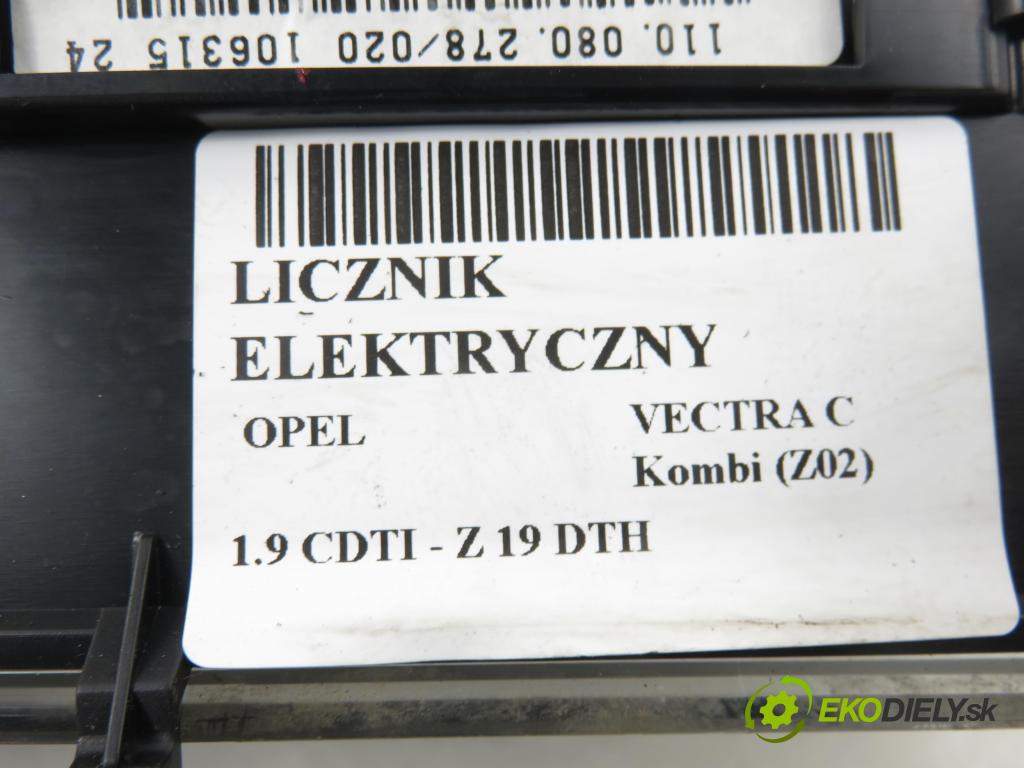 110.080.278/020 106315 24
LICZNIK
ELEKTRYCZNY
OPEL VECTRA C
Kombi (Z02)
1.9 CDTI - Z 19 DTH
EKODIELY.sk